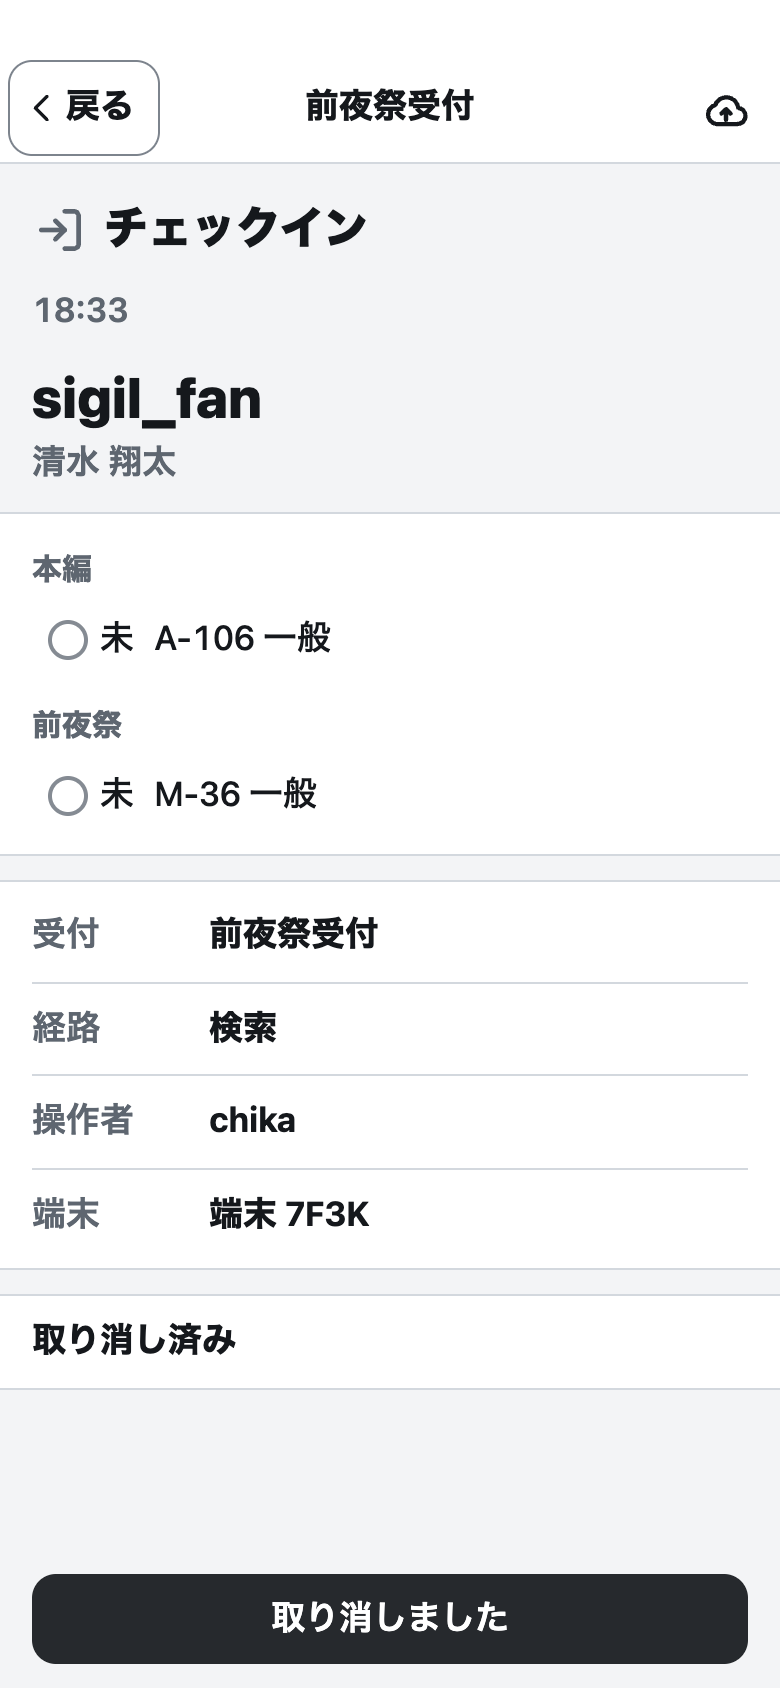 戻る
前夜祭受付
チェックイン
18:33
sigil_fan
清水 翔太
本編
未 A-106 一般
前夜祭
未 M-36 一般
受付 前夜祭受付
経路 検索
操作者 chika
端末 端末 7F3K
取り消し済み
取り消しました